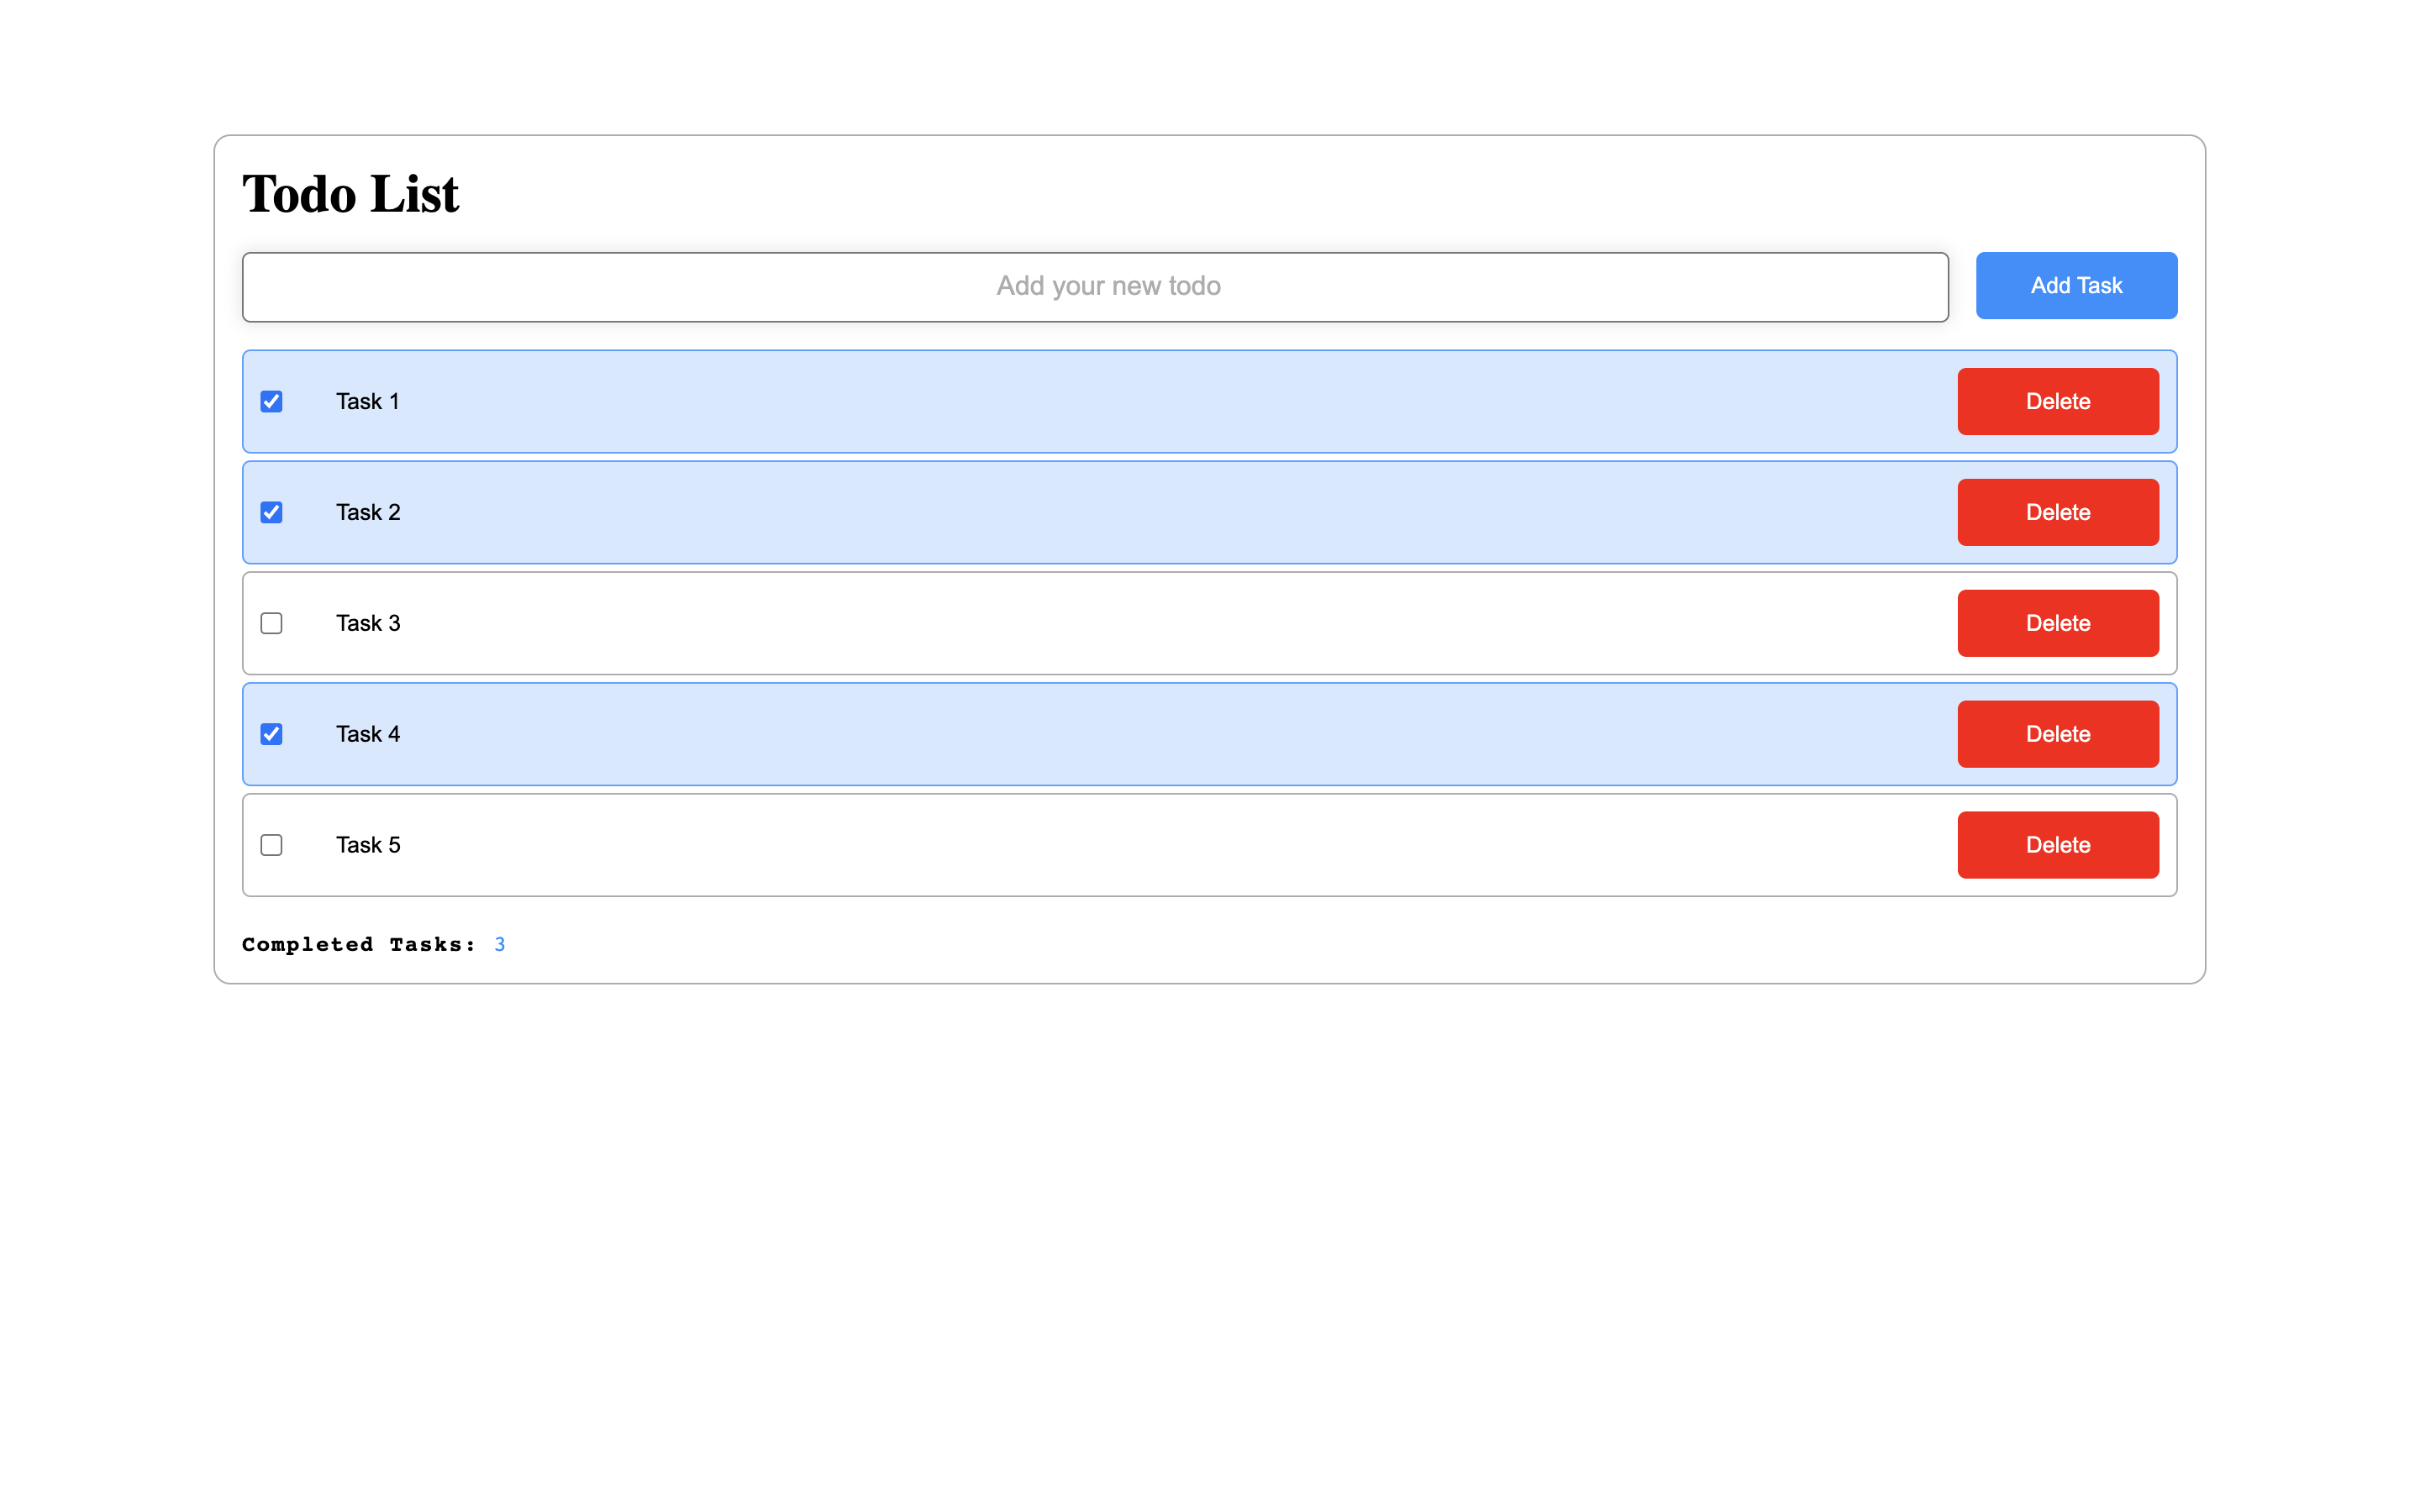 Todo List
Add your new todo
Add Task
Task 1
Delete
Task 2
Delete
Task 3
Delete
Task 4
Delete
Task 5
Delete
Completed Tasks: 3